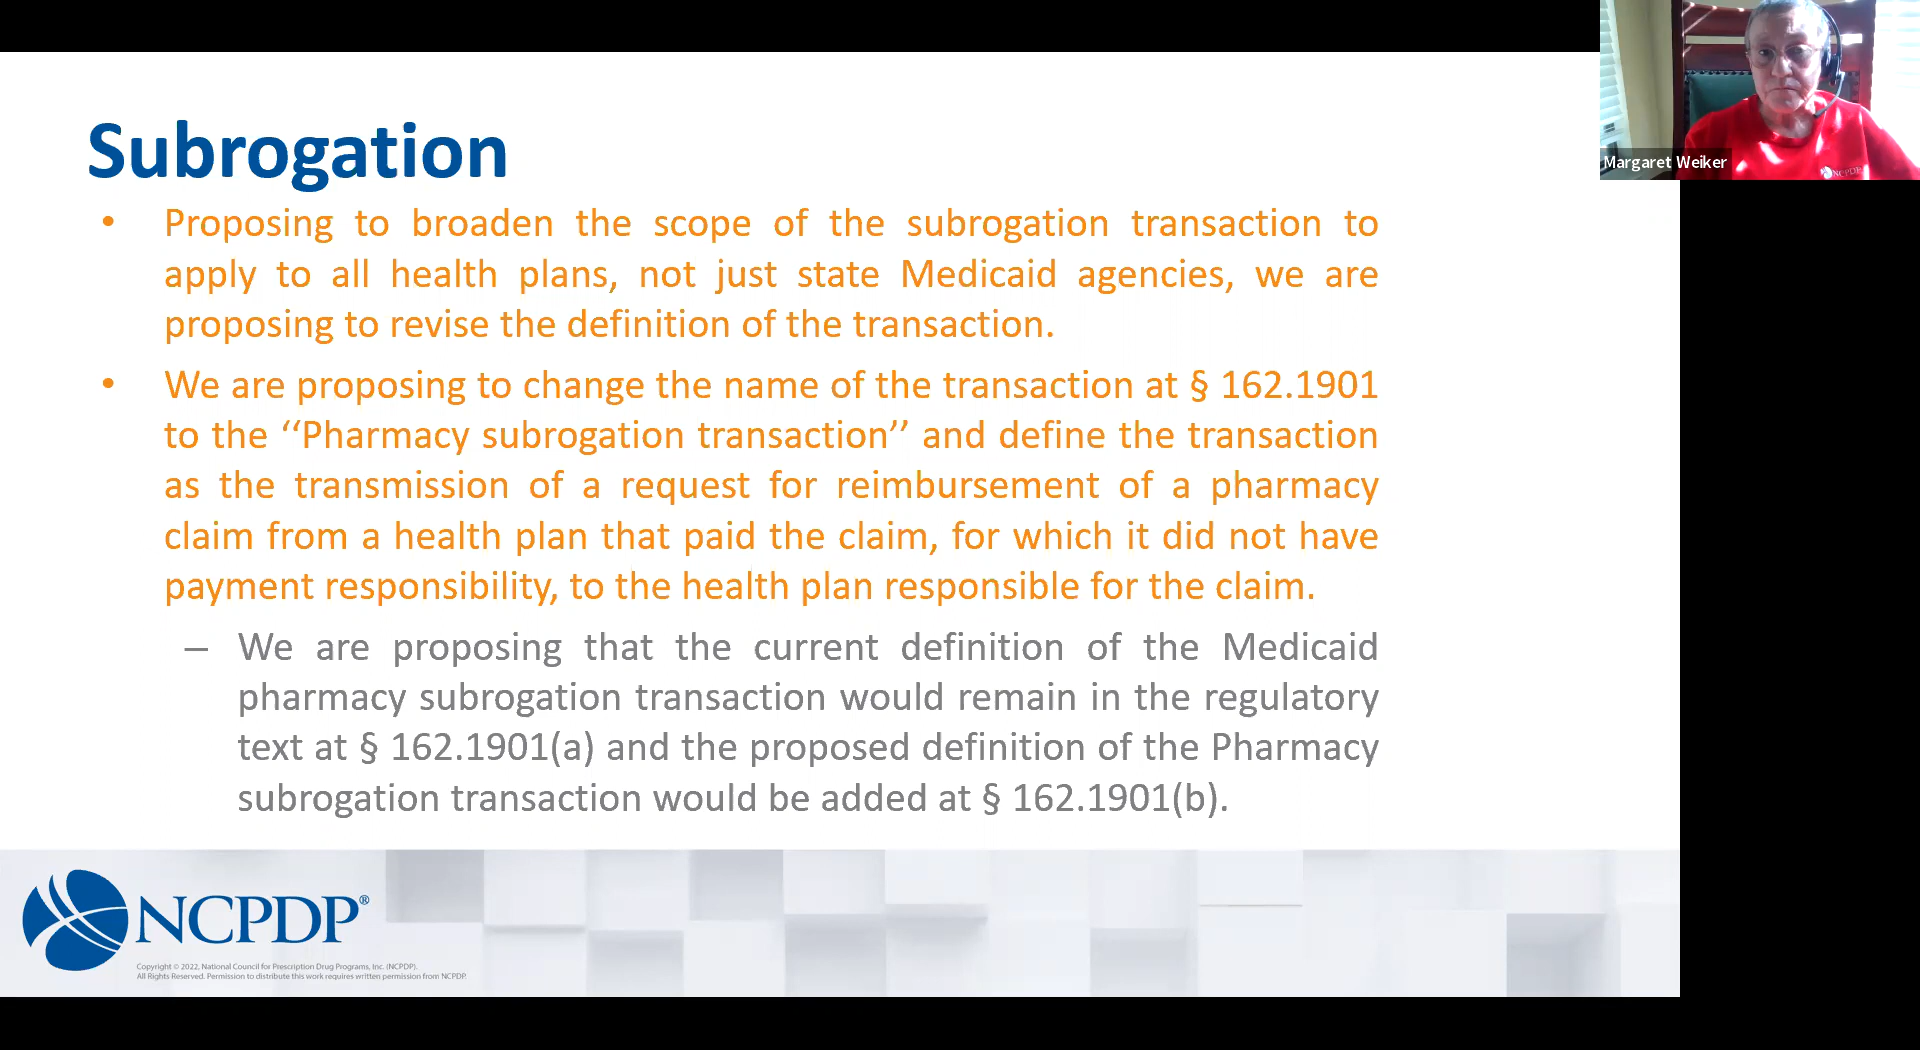 Subrogation
• Proposing to broaden the scope of the subrogation transaction to
apply to all health plans, not just state Medicaid agencies, we are
proposing to revise the definition of the transaction.
• We are proposing to change the name of the transaction at § 162.1901
to the ‘‘Pharmacy subrogation transaction’’ and define the transaction
as the transmission of a request for reimbursement of a pharmacy
claim from a health plan that paid the claim, for which it did not have
payment responsibility, to the health plan responsible for the claim.
– We are proposing that the current definition of the Medicaid
pharmacy subrogation transaction would remain in the regulatory
text at § 162.1901(a) and the proposed definition of the Pharmacy
subrogation transaction would be added at § 162.1901(b).
NCPDP®
Copyright © 2022, National Council for Prescription Drug Programs, Inc. (NCPDP).
All Rights Reserved. Permission to distribute this work requires written permission from NCPDP.
Margaret Weiker
NCPDP